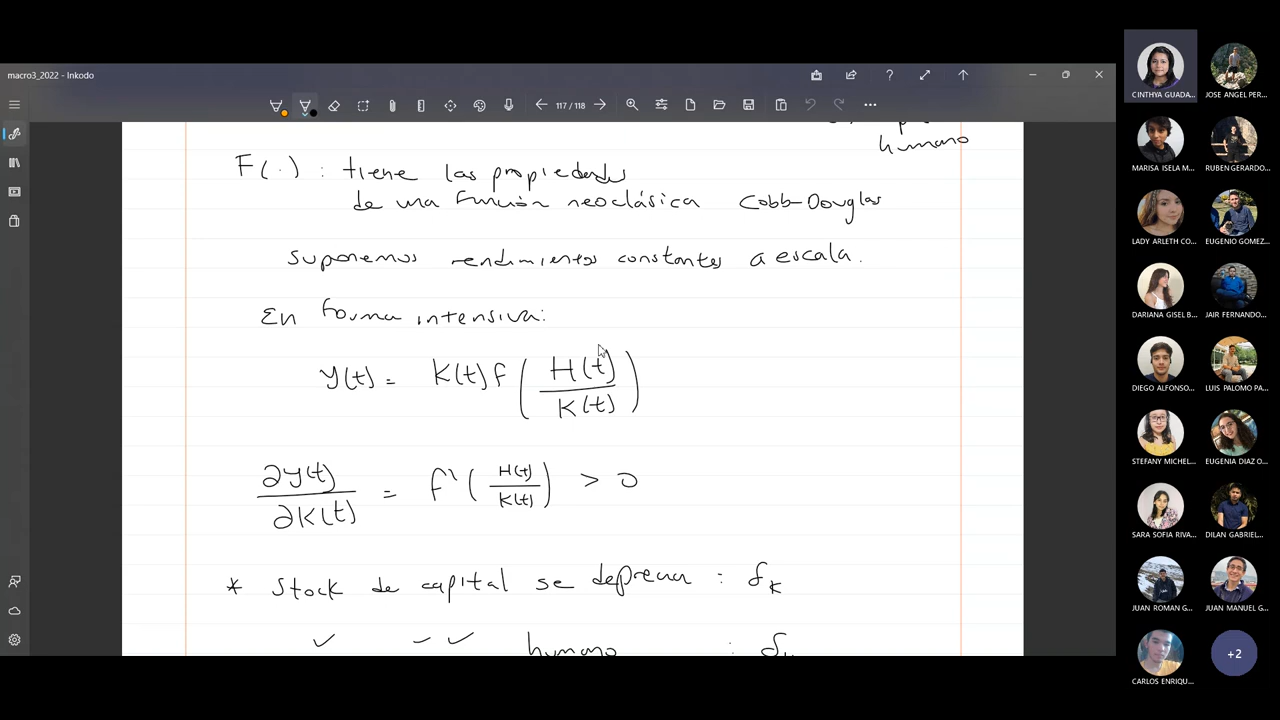 macro3_2022 - Inkodo
117 / 118
humano
F(·) : tiene las propiedades
de una función neoclásica Cobb-Douglas
suponemos rendimientos constantes a escala.
En forma intensiva:
y(t) = K(t) f ( H(t) / K(t) )
∂y(t) / ∂K(t) = f' ( H(t) / K(t) ) > 0
* Stock de capital se deprecia : δk
✓ ✓ ✓ humano : δ
CINTHYA GUADA...
JOSE ANGEL PER...
MARISA ISELA M...
RUBEN GERARDO...
LADY ARLETH CO...
EUGENIO GOMEZ...
DARIANA GISEL B...
JAIR FERNANDO...
DIEGO ALFONSO...
LUIS PALOMO PA...
STEFANY MICHEL...
EUGENIA DIAZ O...
SARA SOFIA RIVA...
DILAN GABRIEL...
JUAN ROMAN G...
JUAN MANUEL G...
CARLOS ENRIQU...
+2